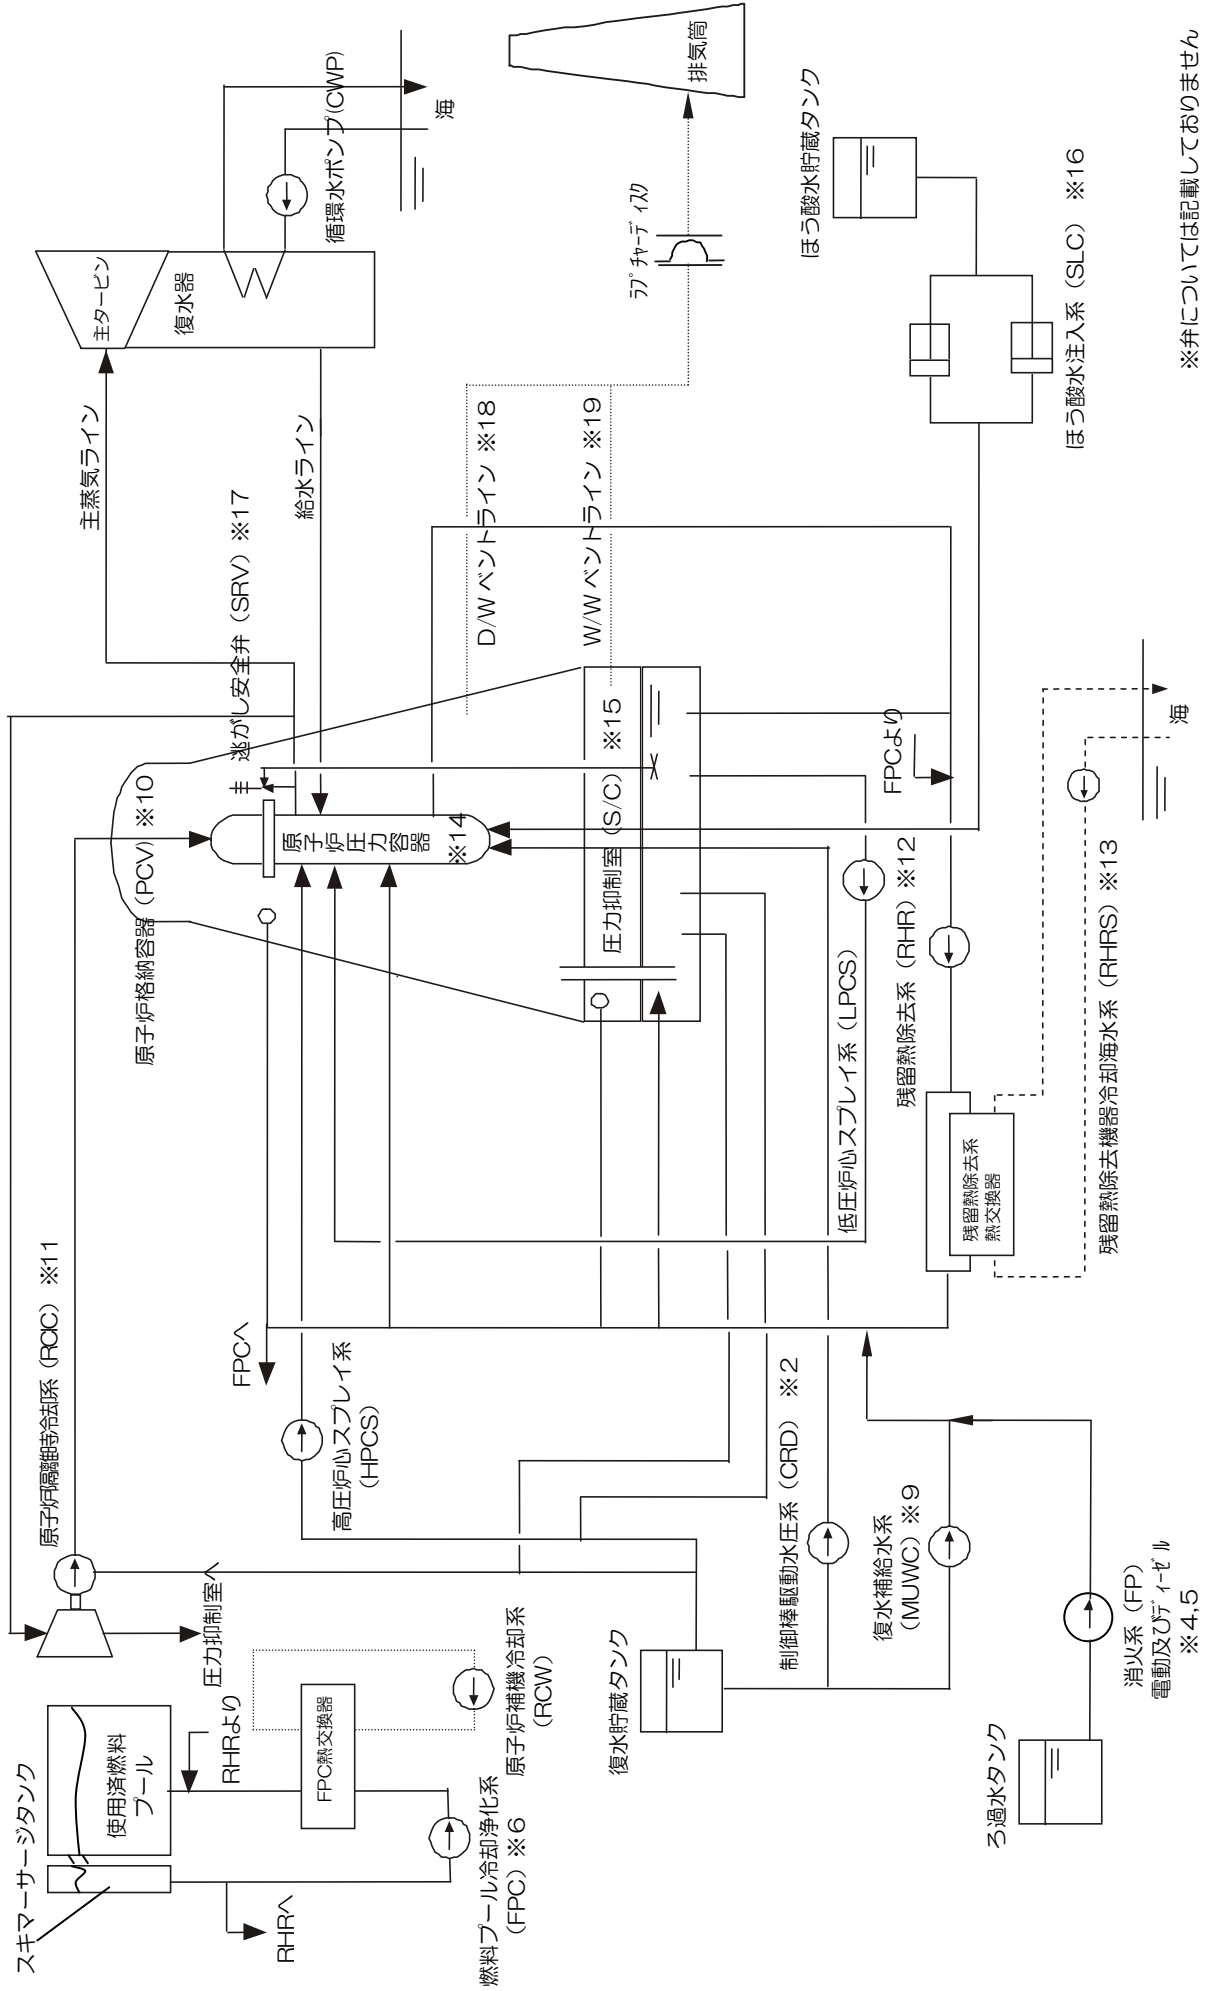 スキマーサージタンク
使用済燃料
プール
RHRへ
RHRより
FPC熱交換器
燃料プール冷却浄化系
(FPC) ※6
原子炉補機冷却系
(RCW)
圧力抑制室へ
原子炉隔離時冷却系 (RCIC) ※11
FPCへ
高圧炉心スプレイ系
(HPCS)
復水貯蔵タンク
制御棒駆動水圧系 (CRD) ※2
復水補給水系
(MUWC) ※9
ろ過水タンク
消火系 (FP)
電動及びディーゼル
※4,5
原子炉格納容器 (PCV) ※10
原子炉圧力容器
※14
圧力抑制室 (S/C) ※15
低圧炉心スプレイ系 (LPCS)
残留熱除去系 (RHR) ※12
残留熱除去系
熱交換器
残留熱除去機器冷却海水系 (RHRS) ※13
FPCより
海
主蒸気ライン
逃がし安全弁 (SRV) ※17
給水ライン
D/W ベントライン ※18
W/W ベントライン ※19
主タービン
復水器
循環水ポンプ(CWP)
海
ラプチャーディスク
排気筒
ほう酸水貯蔵タンク
ほう酸水注入系 (SLC) ※16
※弁については記載しておりません